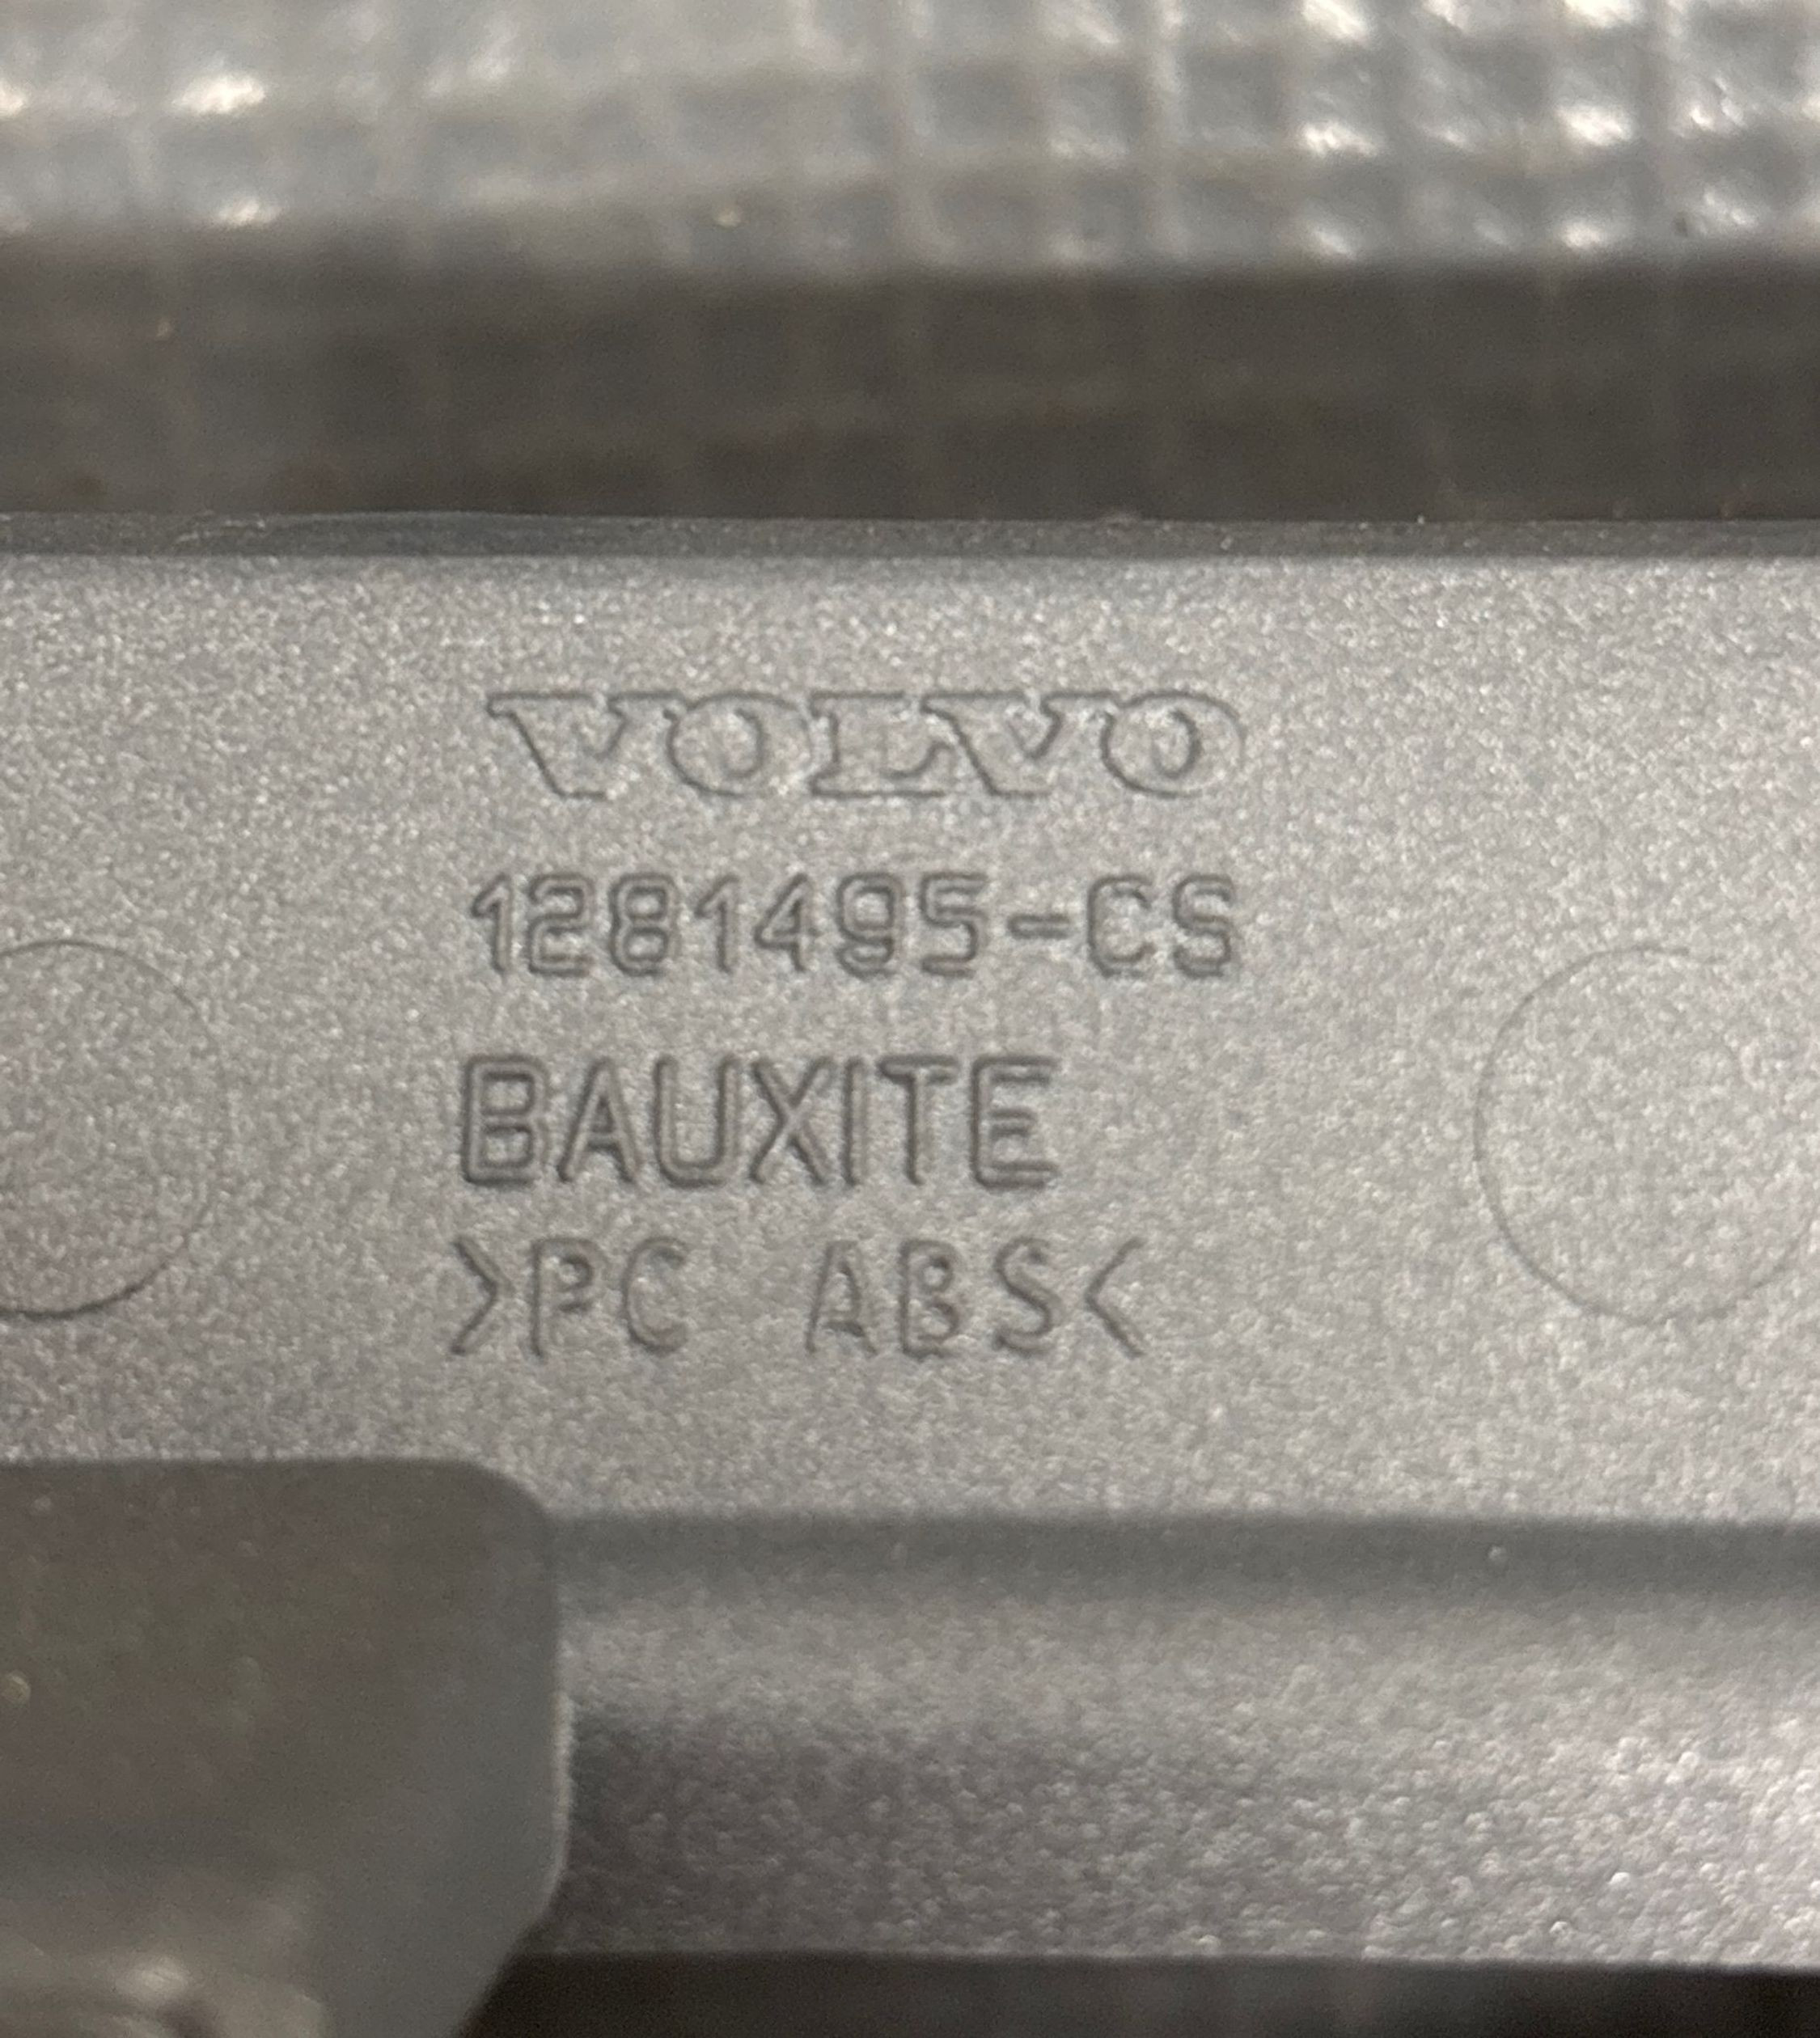 VOLVO
1281495-CS
BAUXITE
>PC ABS<